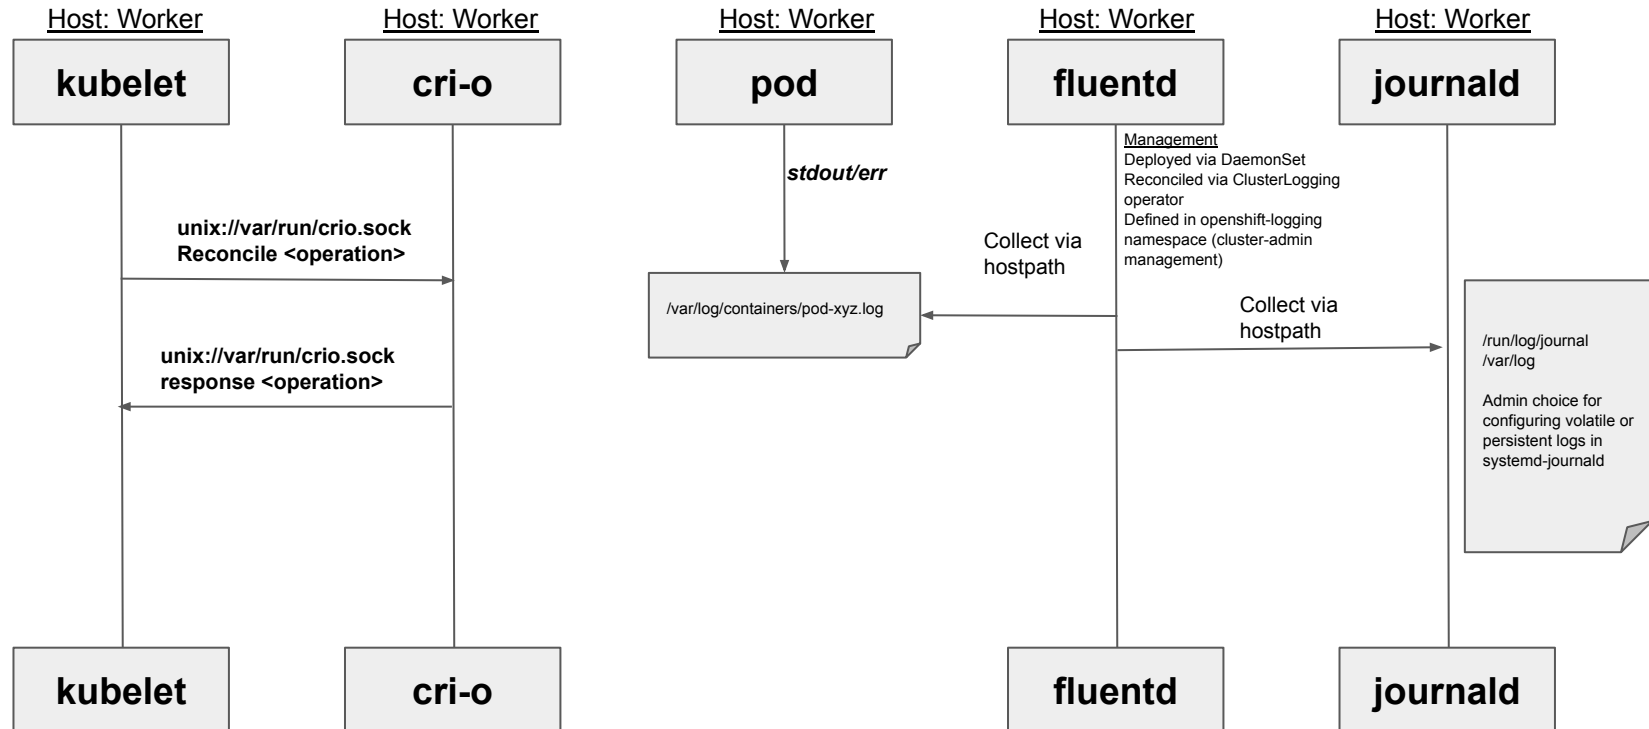 Host: Worker
Host: Worker
Host: Worker
Host: Worker
Host: Worker
kubelet
cri-o
pod
fluentd
journald
Management
Deployed via DaemonSet
Reconciled via ClusterLogging
operator
Defined in openshift-logging
namespace (cluster-admin
management)
stdout/err
unix://var/run/crio.sock
Reconcile <operation>
Collect via
hostpath
/var/log/containers/pod-xyz.log
Collect via
hostpath
unix://var/run/crio.sock
response <operation>
/run/log/journal
/var/log
Admin choice for
configuring volatile or
persistent logs in
systemd-journald
kubelet
cri-o
fluentd
journald